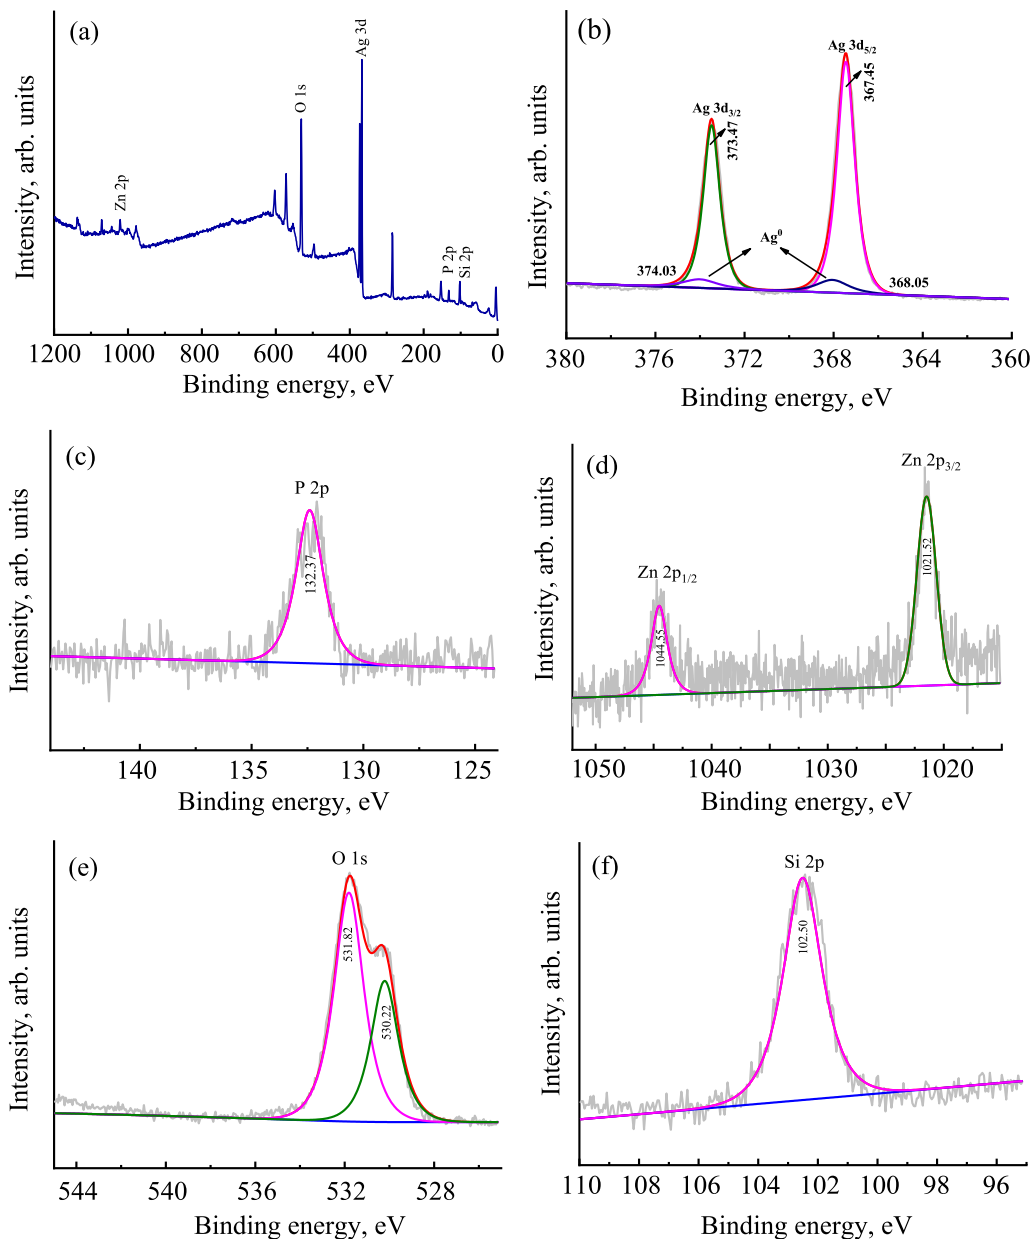 (a)
Intensity, arb. units
Zn 2p
O 1s
Ag 3d
P 2p
Si 2p
1200 1000 800 600 400 200 0
Binding energy, eV
(b)
Intensity, arb. units
Ag 3d3/2
373.47
Ag 3d5/2
367.45
Ag0
374.03
368.05
380 376 372 368 364 360
Binding energy, eV
(c)
Intensity, arb. units
P 2p
132.37
140 135 130 125
Binding energy, eV
(d)
Intensity, arb. units
Zn 2p1/2
1044.55
Zn 2p3/2
1021.52
1050 1040 1030 1020
Binding energy, eV
(e)
Intensity, arb. units
O 1s
531.82
530.22
544 540 536 532 528
Binding energy, eV
(f)
Intensity, arb. units
Si 2p
102.50
110 108 106 104 102 100 98 96
Binding energy, eV